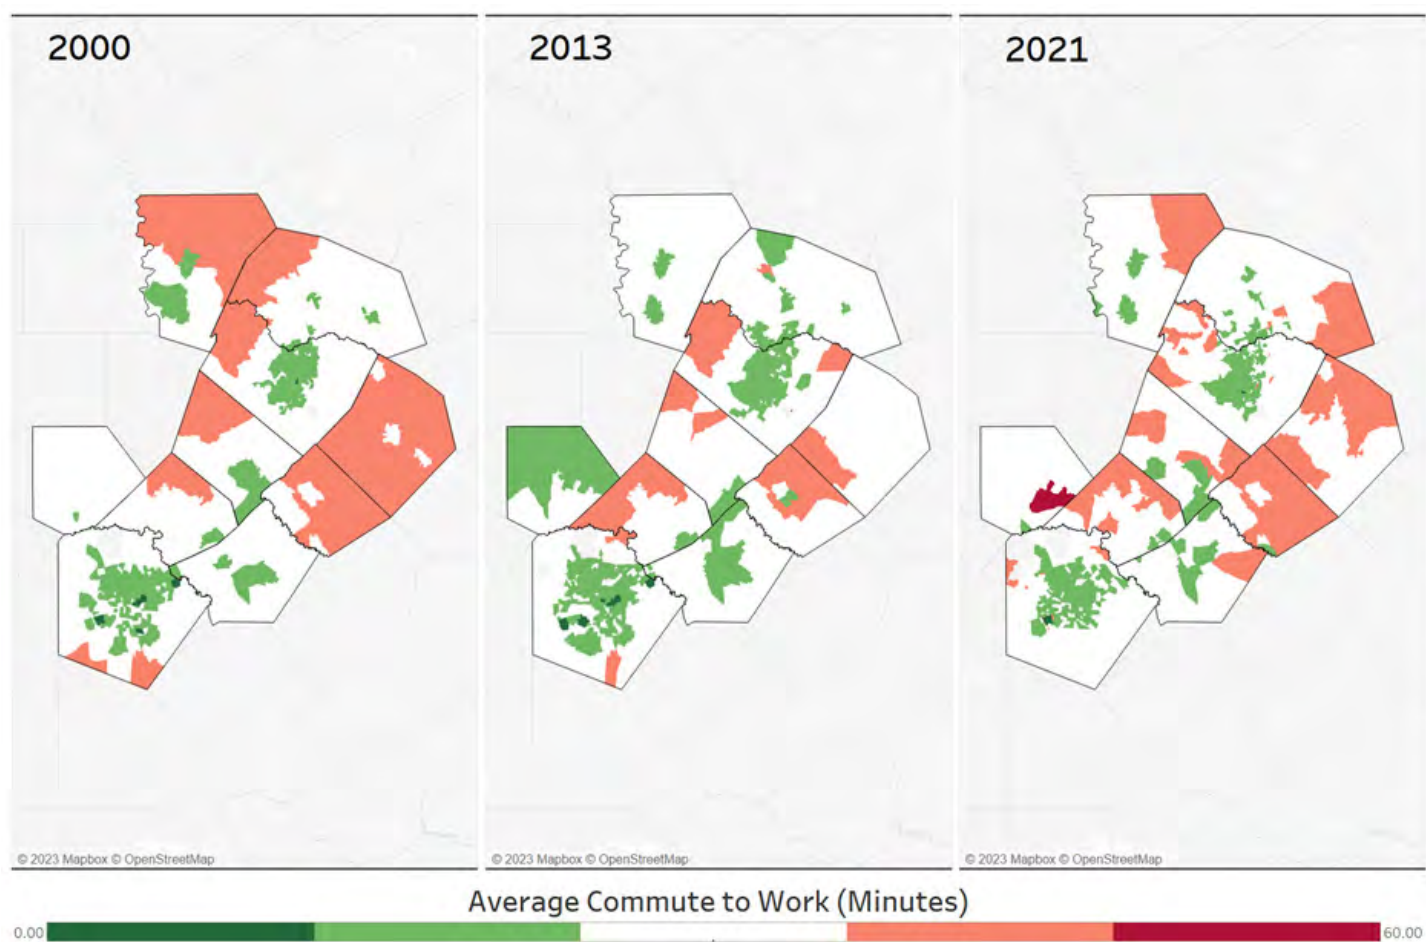 2000
2013
2021
© 2023 Mapbox © OpenStreetMap
© 2023 Mapbox © OpenStreetMap
© 2023 Mapbox © OpenStreetMap
Average Commute to Work (Minutes)
0.00
60.00